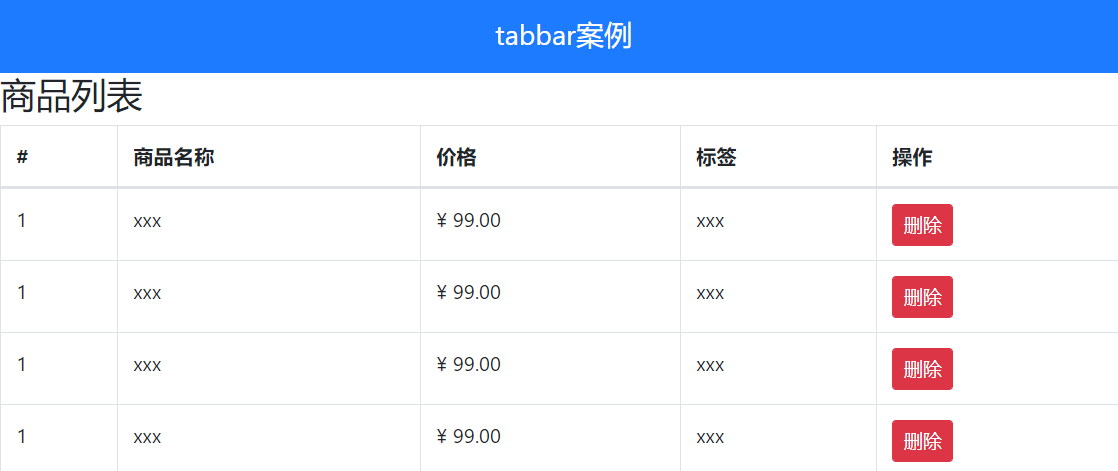 tabbar案例
商品列表
# 商品名称 价格 标签 操作
1 xxx ¥ 99.00 xxx 删除
1 xxx ¥ 99.00 xxx 删除
1 xxx ¥ 99.00 xxx 删除
1 xxx ¥ 99.00 xxx 删除